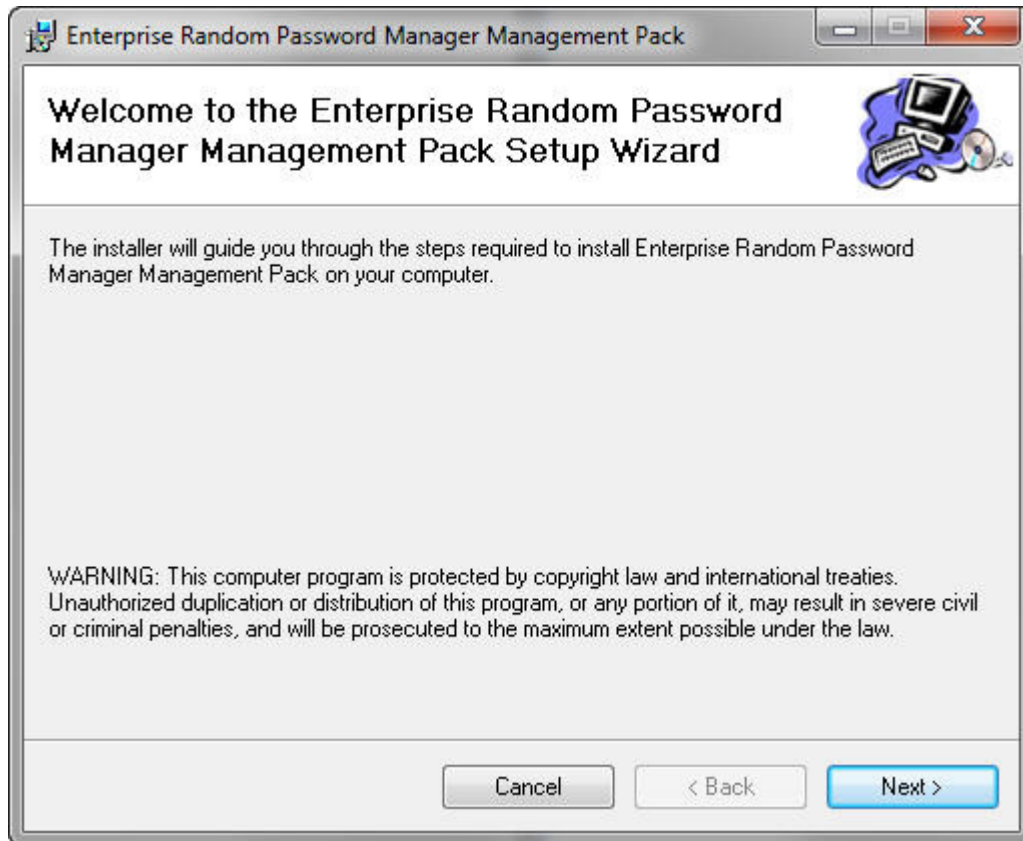 Enterprise Random Password Manager Management Pack
Welcome to the Enterprise Random Password
Manager Management Pack Setup Wizard
The installer will guide you through the steps required to install Enterprise Random Password
Manager Management Pack on your computer.
WARNING: This computer program is protected by copyright law and international treaties.
Unauthorized duplication or distribution of this program, or any portion of it, may result in severe civil
or criminal penalties, and will be prosecuted to the maximum extent possible under the law.
Cancel < Back Next >